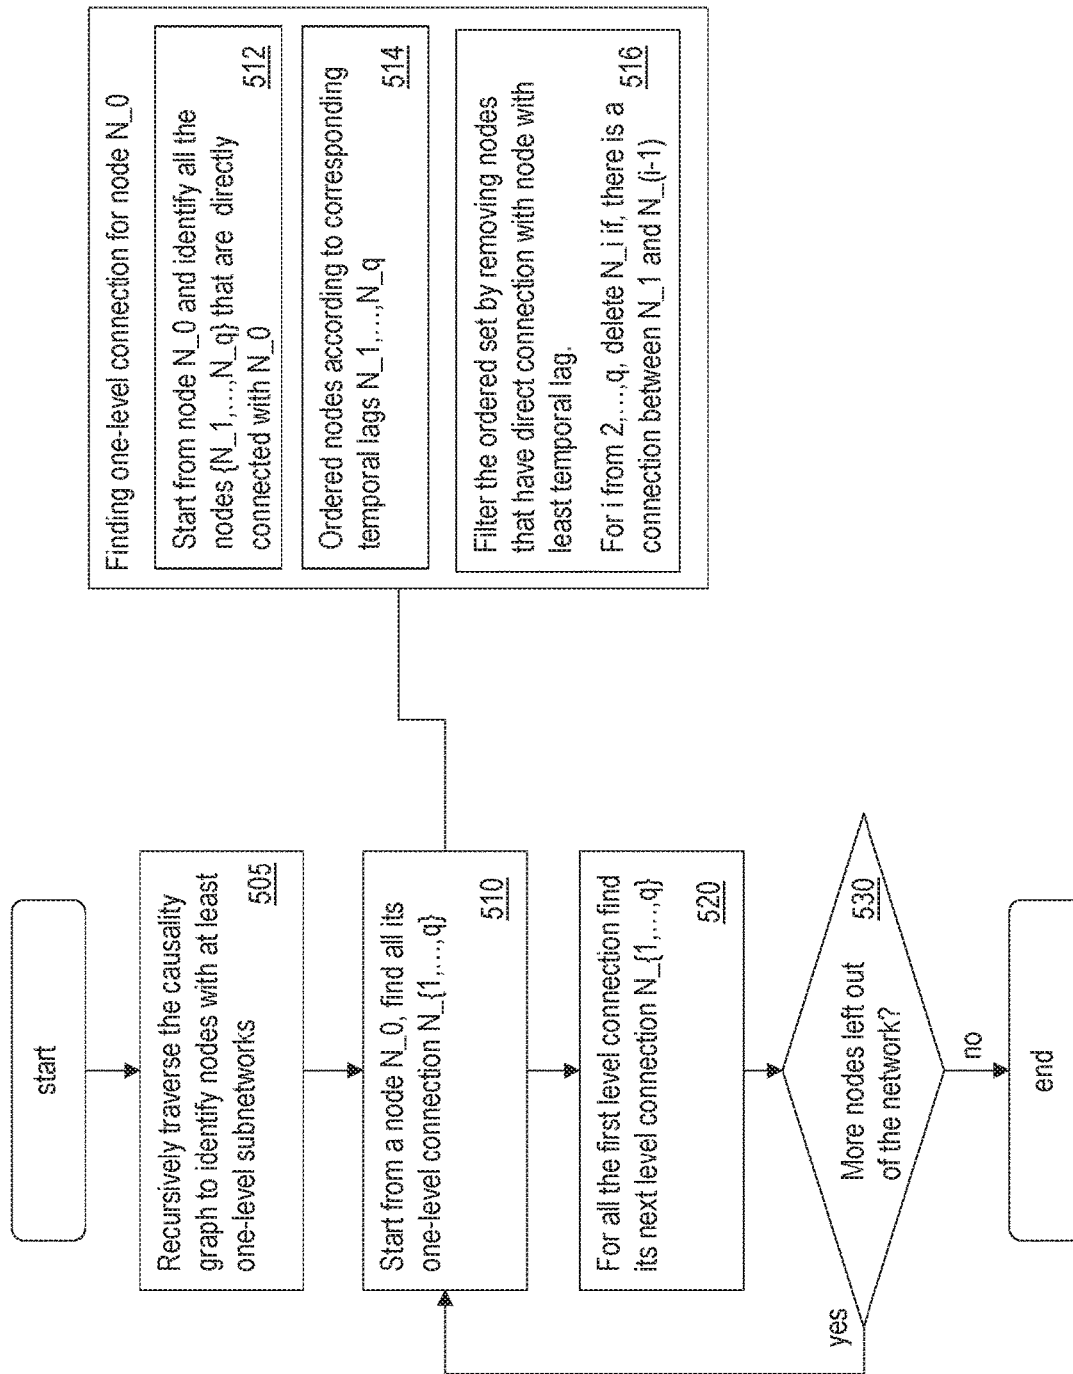 start
Recursively traverse the causality
graph to identify nodes with at least
one-level subnetworks
505
Start from a node N_0, find all its
one-level connection N_{1,...,q}
510
For all the first level connection find
its next level connection N_{1,...,q}
520
More nodes left out
of the network?
530
yes
no
end
Finding one-level connection for node N_0
Start from node N_0 and identify all the
nodes {N_1,...,N_q} that are directly
connected with N_0
512
Ordered nodes according to corresponding
temporal lags N_1,...,N_q
514
Filter the ordered set by removing nodes
that have direct connection with node with
least temporal lag.
For i from 2,...,q, delete N_i if, there is a
connection between N_1 and N_(i-1)
516